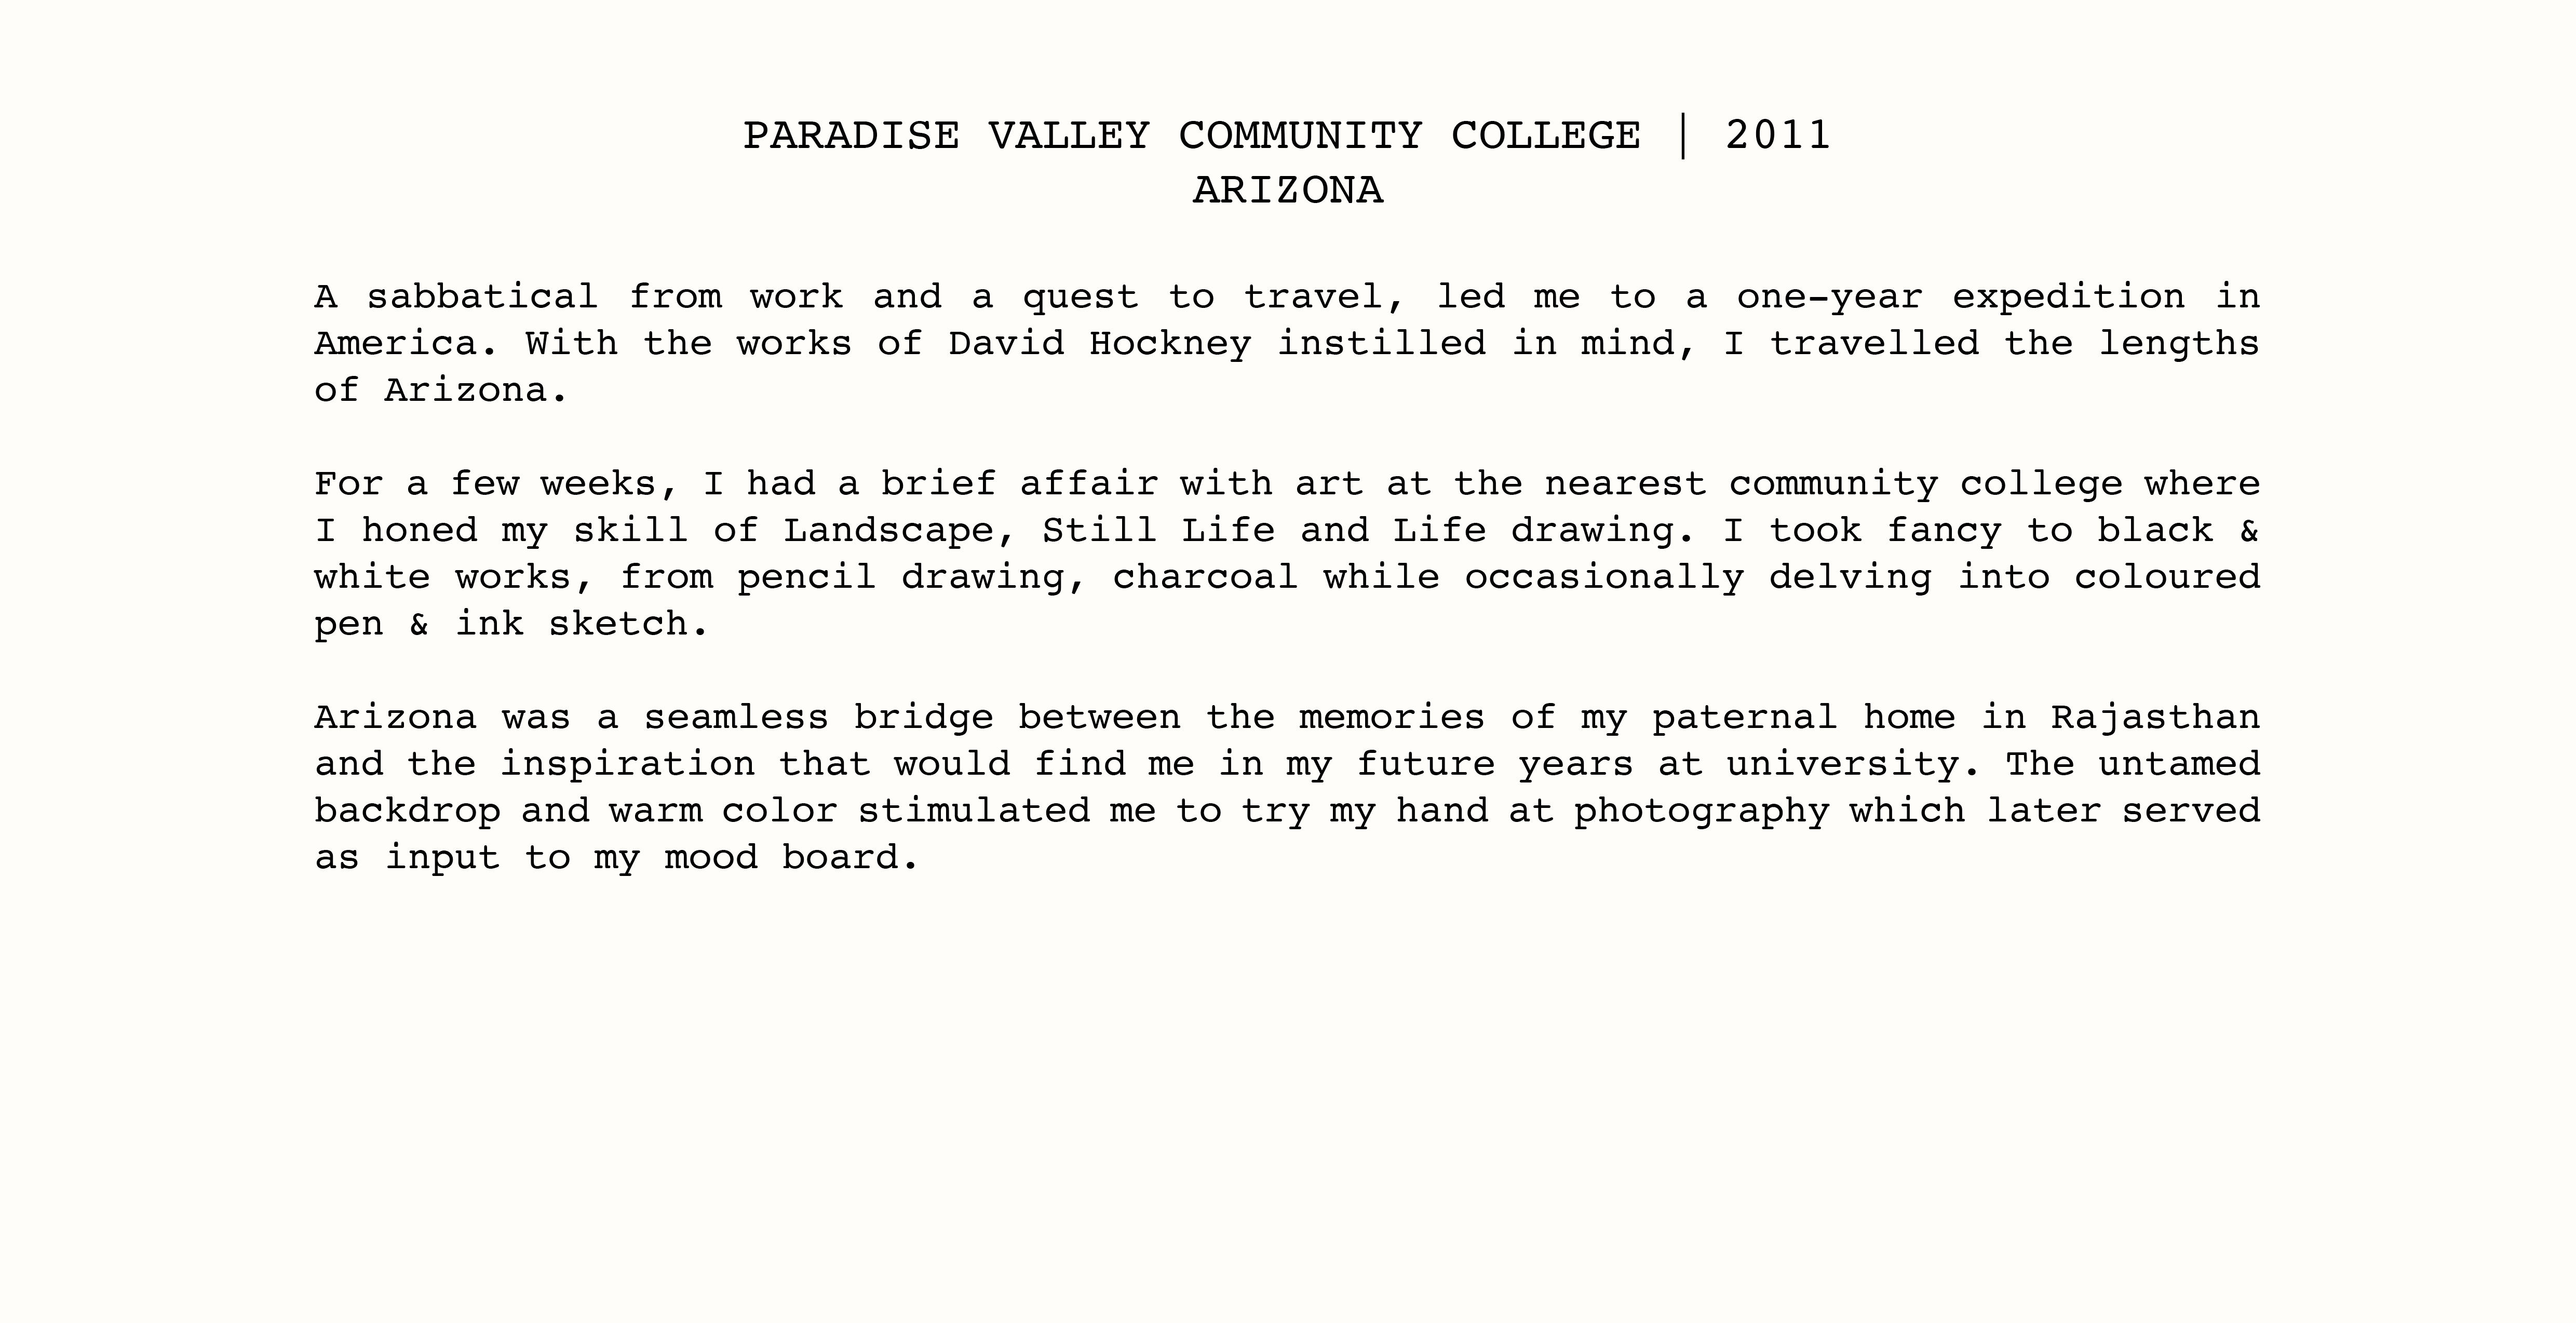 PARADISE VALLEY COMMUNITY COLLEGE | 2011
ARIZONA
A sabbatical from work and a quest to travel, led me to a one-year expedition in
America. With the works of David Hockney instilled in mind, I travelled the lengths
of Arizona.
For a few weeks, I had a brief affair with art at the nearest community college where
I honed my skill of Landscape, Still Life and Life drawing. I took fancy to black &
white works, from pencil drawing, charcoal while occasionally delving into coloured
pen & ink sketch.
Arizona was a seamless bridge between the memories of my paternal home in Rajasthan
and the inspiration that would find me in my future years at university. The untamed
backdrop and warm color stimulated me to try my hand at photography which later served
as input to my mood board.